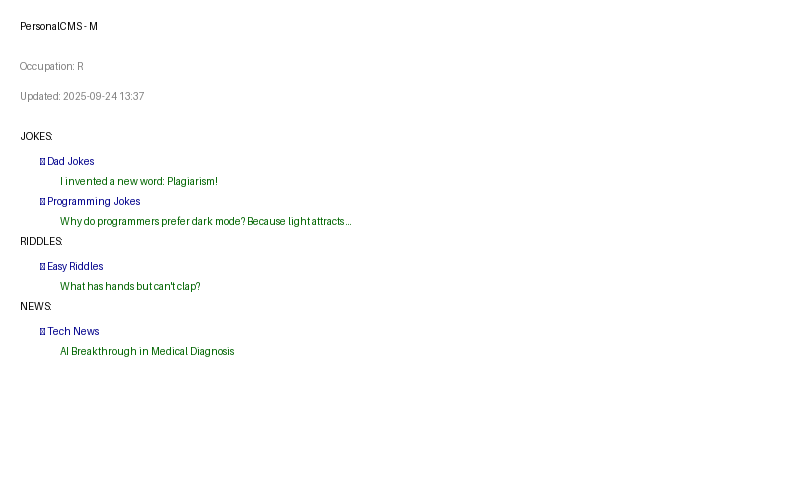 PersonalCMS - M
Occupation: R
Updated: 2025-09-24 13:37
JOKES:
Dad Jokes
I invented a new word: Plagiarism!
Programming Jokes
Why do programmers prefer dark mode? Because light attracts...
RIDDLES:
Easy Riddles
What has hands but can't clap?
NEWS:
Tech News
AI Breakthrough in Medical Diagnosis